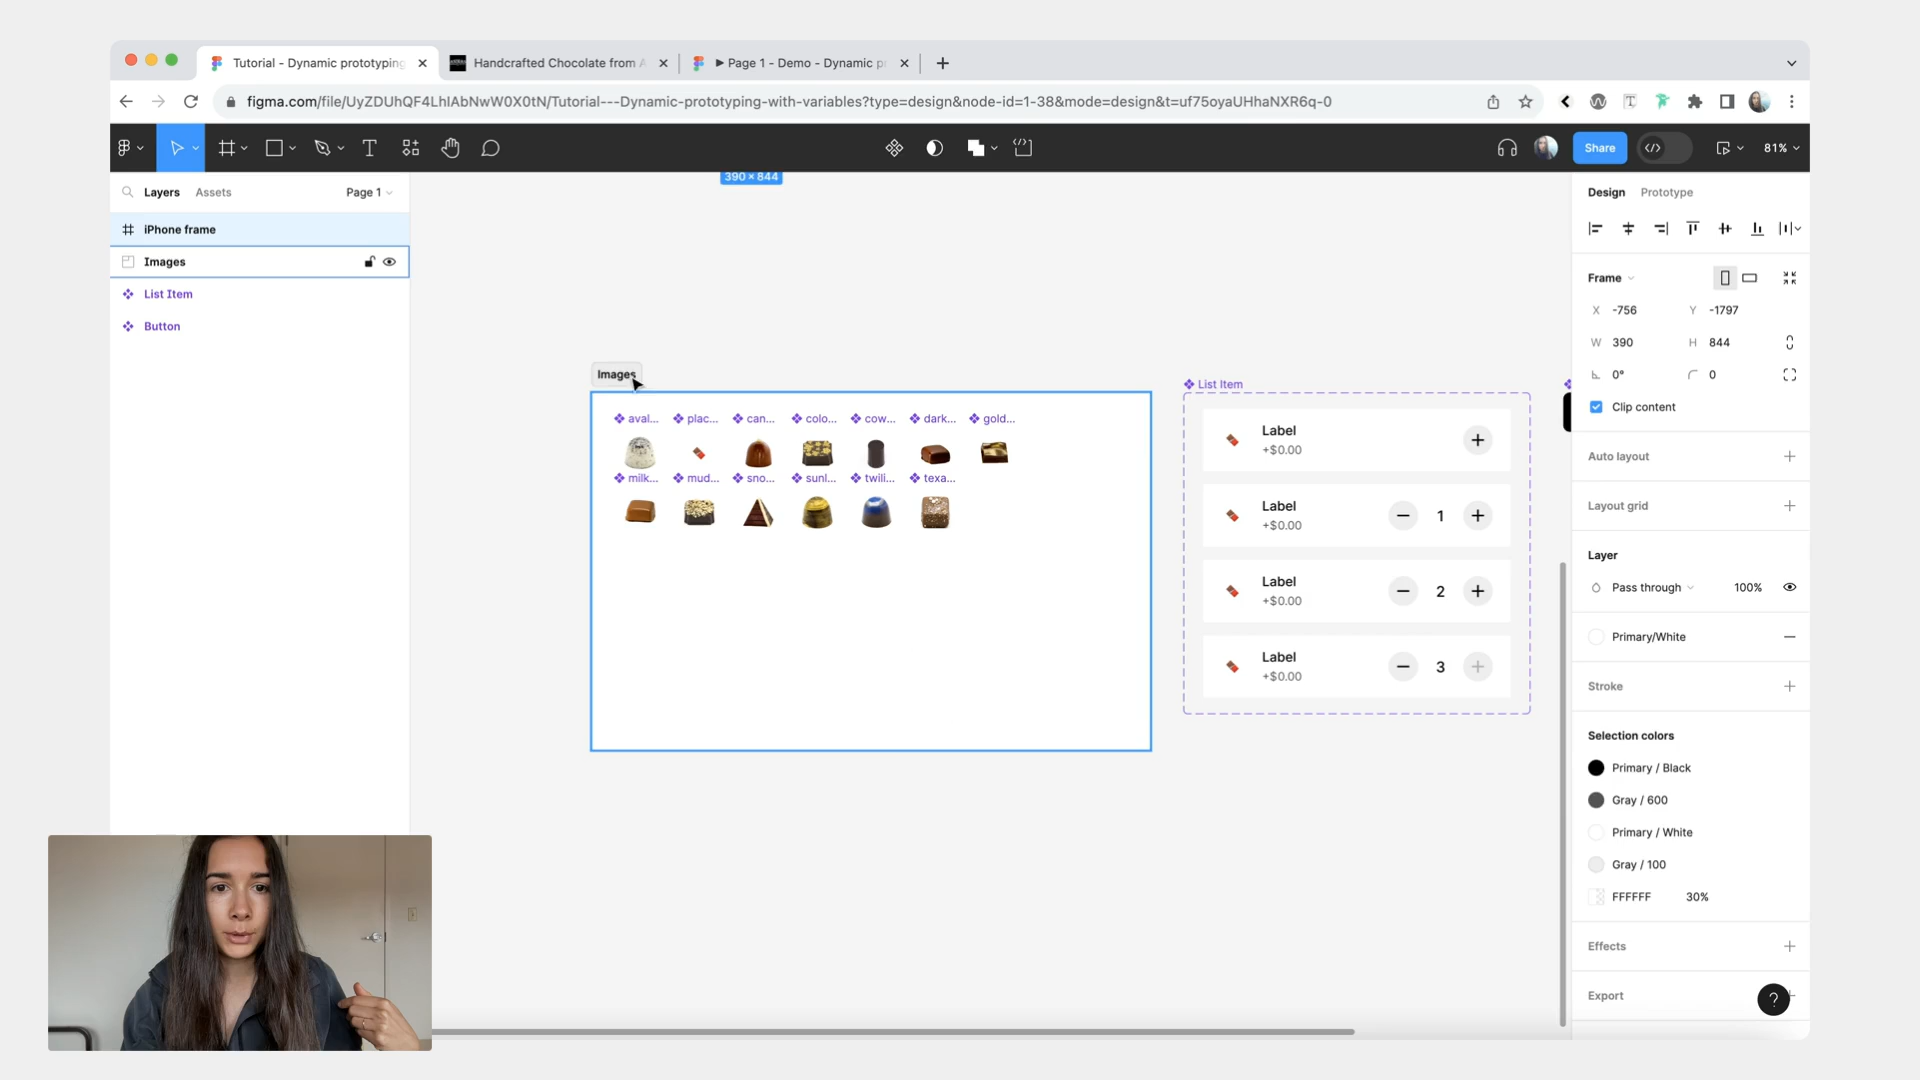 Tutorial - Dynamic prototyping
Handcrafted Chocolate from A
Page 1 - Demo - Dynamic p
figma.com/file/UyZDUhQF4LhIAbNwW0X0tN/Tutorial---Dynamic-prototyping-with-variables?type=design&node-id=1-38&mode=design&t=uf75oyaUHhaNXR6q-0
Share
81%
Layers Assets Page 1
iPhone frame
Images
List Item
Button
390 × 844
Images
aval... plac... can... colo... cow... dark... gold...
milk... mud... sno... sunl... twili... texa...
List Item
Label
+$0.00
Label
+$0.00
1
Label
+$0.00
2
Label
+$0.00
3
Design Prototype
Frame
X -756 Y -1797
W 390 H 844
0° 0
Clip content
Auto layout
Layout grid
Layer
Pass through 100%
Primary/White
Stroke
Selection colors
Primary / Black
Gray / 600
Primary / White
Gray / 100
FFFFFF 30%
Effects
Export
?